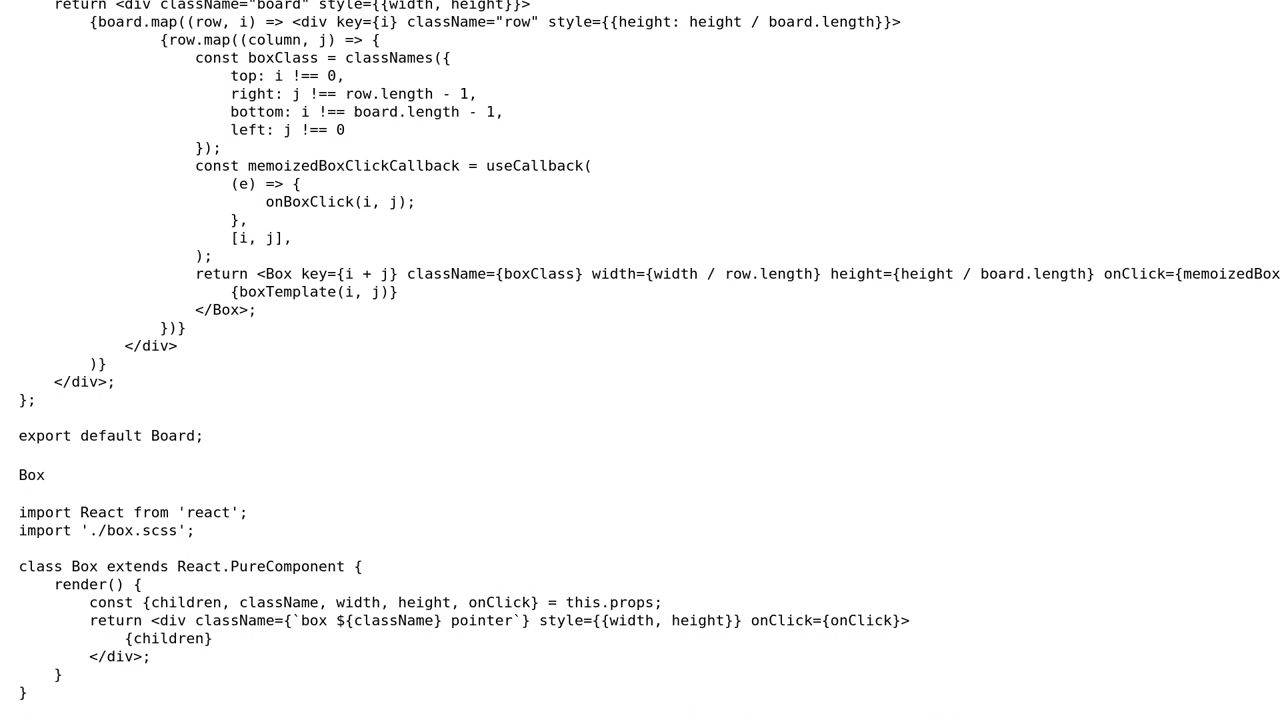 return <div className="board" style={{width, height}}>
{board.map((row, i) => <div key={i} className="row" style={{height: height / board.length}}>
{row.map((column, j) => {
const boxClass = classNames({
top: i !== 0,
right: j !== row.length - 1,
bottom: i !== board.length - 1,
left: j !== 0
});
const memoizedBoxClickCallback = useCallback(
(e) => {
onBoxClick(i, j);
},
[i, j],
);
return <Box key={i + j} className={boxClass} width={width / row.length} height={height / board.length} onClick={memoizedBox
{boxTemplate(i, j)}
</Box>;
})}
</div>
)}
</div>;
};
export default Board;
Box
import React from 'react';
import './box.scss';
class Box extends React.PureComponent {
render() {
const {children, className, width, height, onClick} = this.props;
return <div className={`box ${className} pointer`} style={{width, height}} onClick={onClick}>
{children}
</div>;
}
}